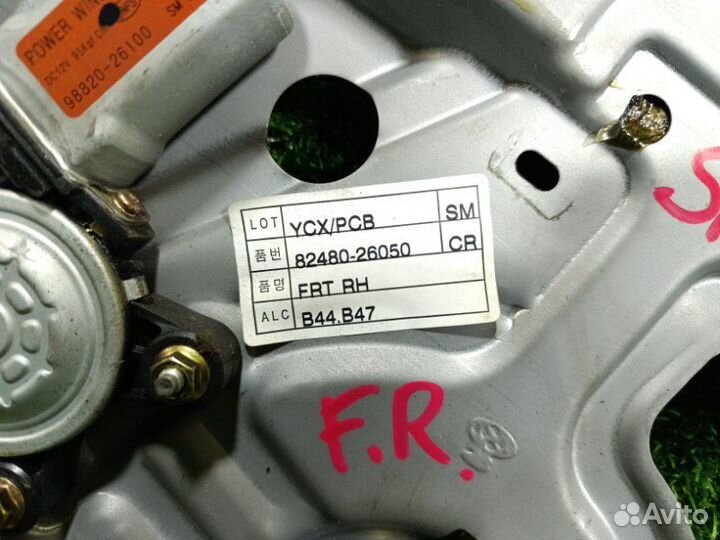 POWER WIN
DC12V
98820-26100
SM
LOT YCX/PCB SM
품번 82480-26050 CR
품명 FRT RH
ALC B44.B47
F.R.
Avito